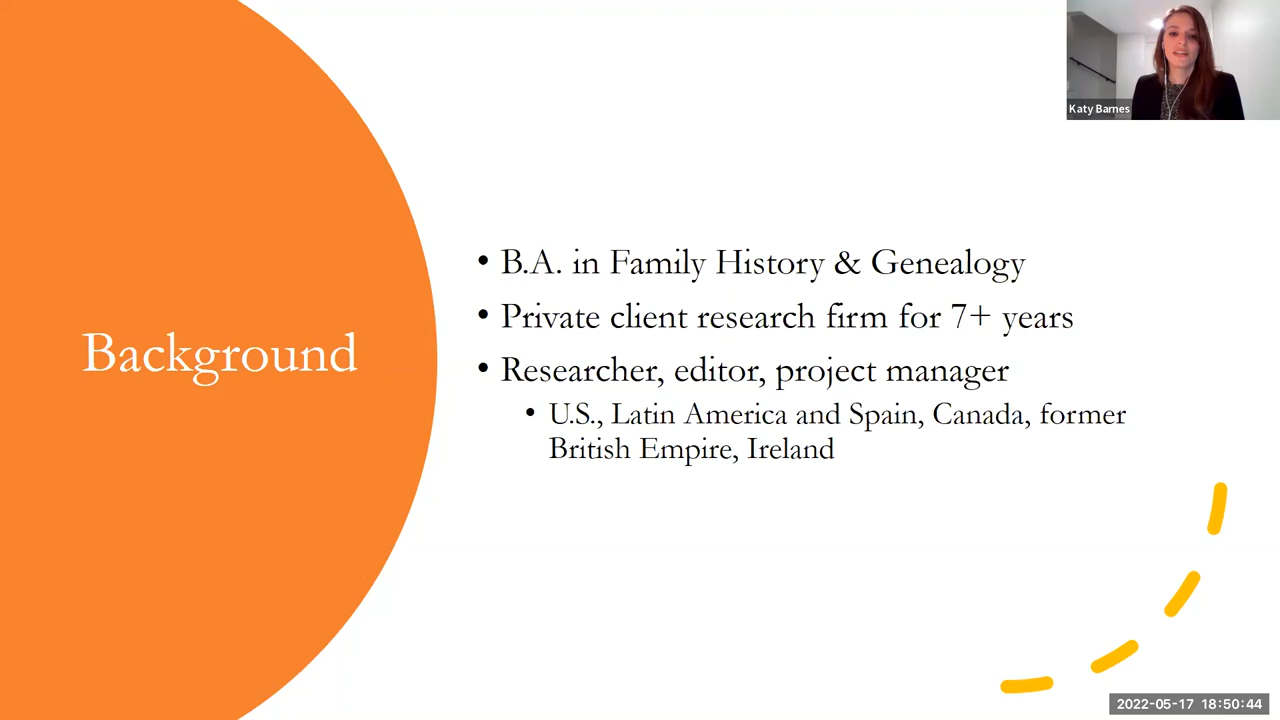 Katy Barnes
Background
• B.A. in Family History & Genealogy
• Private client research firm for 7+ years
• Researcher, editor, project manager
• U.S., Latin America and Spain, Canada, former
British Empire, Ireland
2022-05-17 18:50:44